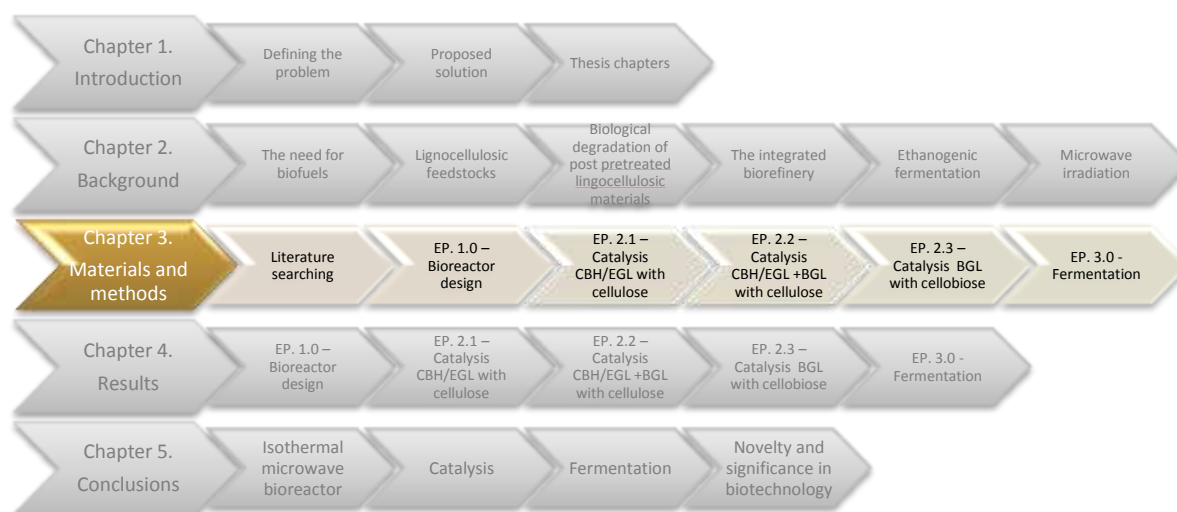 Chapter 1.
Introduction
Defining the
problem
Proposed
solution
Thesis chapters
Chapter 2.
Background
The need for
biofuels
Lignocellulosic
feedstocks
Biological
degradation of
post pretreated
lingocellulosic
materials
The integrated
biorefinery
Ethanogenic
fermentation
Microwave
irradiation
Chapter 3.
Materials and
methods
Literature
searching
EP. 1.0 –
Bioreactor
design
EP. 2.1 –
Catalysis
CBH/EGL with
cellulose
EP. 2.2 –
Catalysis
CBH/EGL +BGL
with cellulose
EP. 2.3 –
Catalysis BGL
with cellobiose
EP. 3.0 -
Fermentation
Chapter 4.
Results
EP. 1.0 –
Bioreactor
design
EP. 2.1 –
Catalysis
CBH/EGL with
cellulose
EP. 2.2 –
Catalysis
CBH/EGL +BGL
with cellulose
EP. 2.3 –
Catalysis BGL
with cellobiose
EP. 3.0 -
Fermentation
Chapter 5.
Conclusions
Isothermal
microwave
bioreactor
Catalysis
Fermentation
Novelty and
significance in
biotechnology